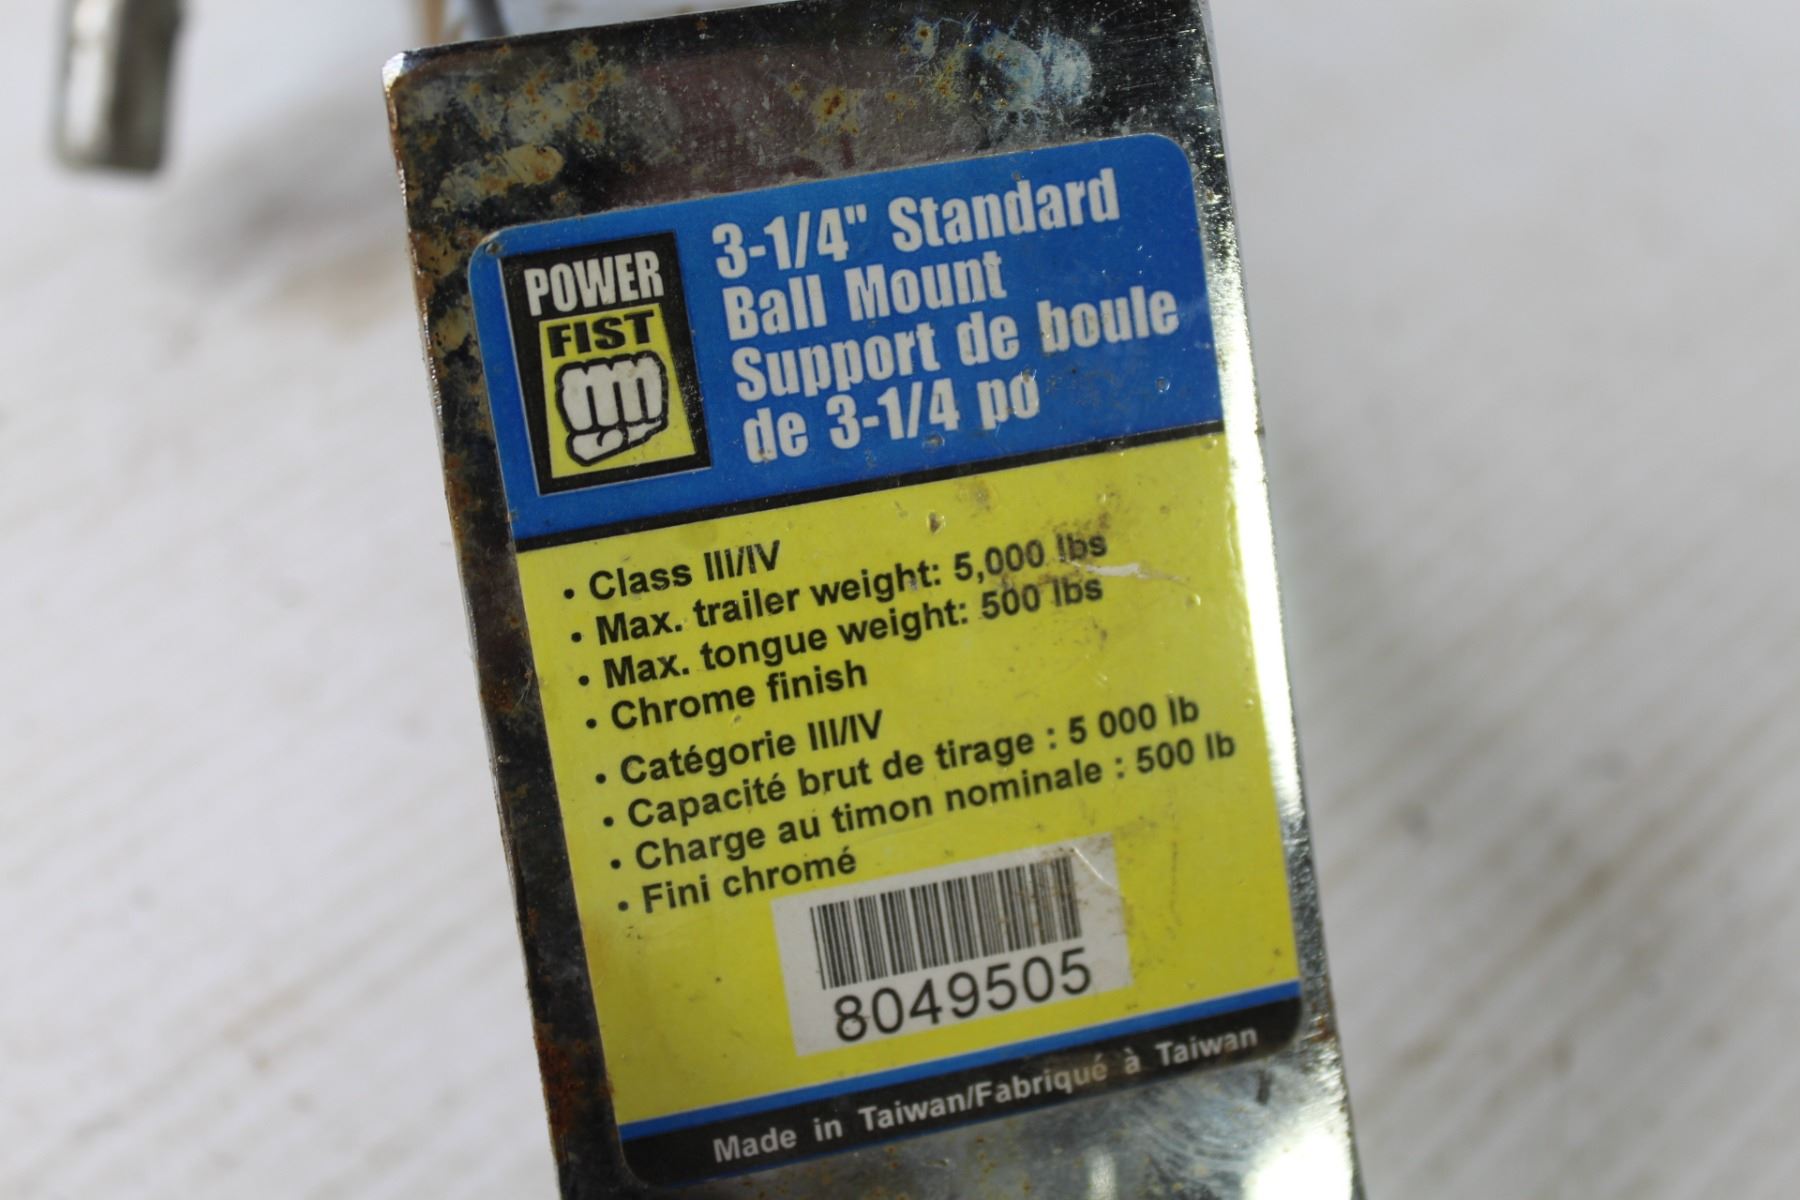 POWER
FIST
3-1/4" Standard
Ball Mount
Support de boule
de 3-1/4 po
• Class III/IV
• Max. trailer weight: 5,000 lbs
• Max. tongue weight: 500 lbs
• Chrome finish
• Catégorie III/IV
• Capacité brut de tirage : 5 000 lb
• Charge au timon nominale : 500 lb
• Fini chromé
8049505
Made in Taiwan/Fabriqué à Taiwan